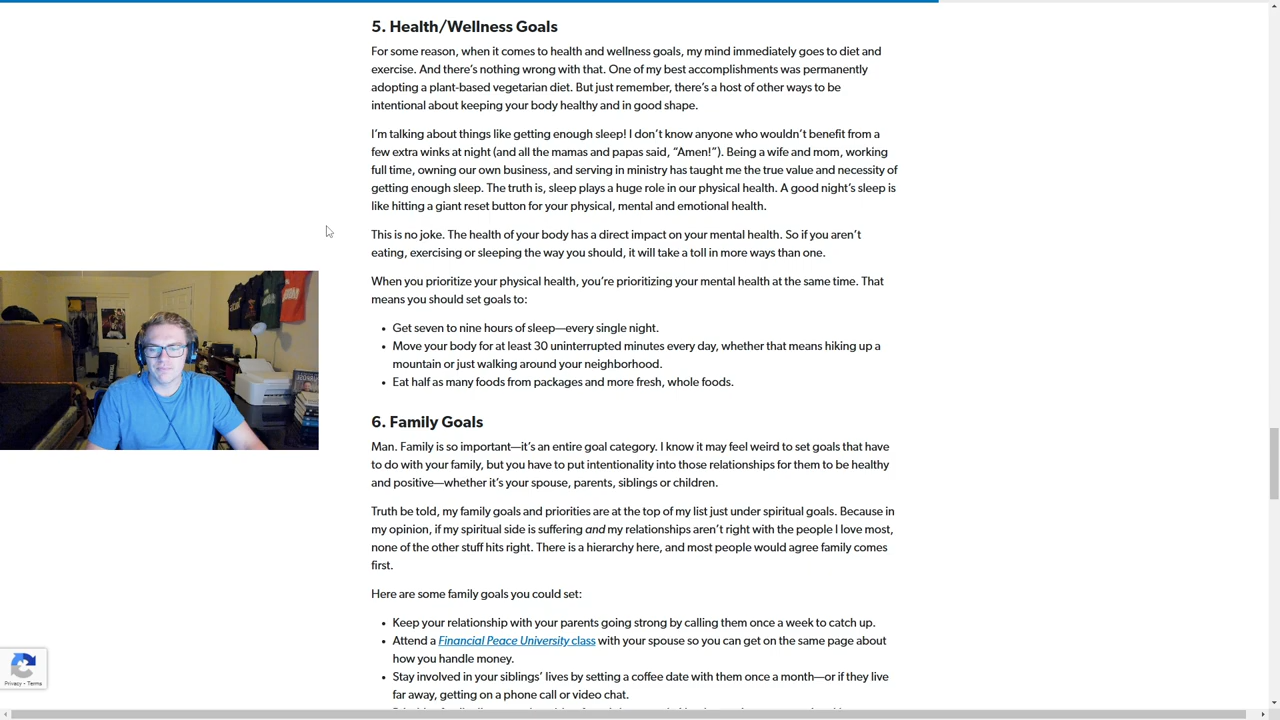 5. Health/Wellness Goals
For some reason, when it comes to health and wellness goals, my mind immediately goes to diet and
exercise. And there's nothing wrong with that. One of my best accomplishments was permanently
adopting a plant-based vegetarian diet. But just remember, there's a host of other ways to be
intentional about keeping your body healthy and in good shape.
I'm talking about things like getting enough sleep! I don't know anyone who wouldn't benefit from a
few extra winks at night (and all the mamas and papas said, “Amen!”). Being a wife and mom, working
full time, owning our own business, and serving in ministry has taught me the true value and necessity of
getting enough sleep. The truth is, sleep plays a huge role in our physical health. A good night's sleep is
like hitting a giant reset button for your physical, mental and emotional health.
This is no joke. The health of your body has a direct impact on your mental health. So if you aren't
eating, exercising or sleeping the way you should, it will take a toll in more ways than one.
When you prioritize your physical health, you're prioritizing your mental health at the same time. That
means you should set goals to:
• Get seven to nine hours of sleep—every single night.
• Move your body for at least 30 uninterrupted minutes every day, whether that means hiking up a
mountain or just walking around your neighborhood.
• Eat half as many foods from packages and more fresh, whole foods.
6. Family Goals
Man. Family is so important—it's an entire goal category. I know it may feel weird to set goals that have
to do with your family, but you have to put intentionality into those relationships for them to be healthy
and positive—whether it's your spouse, parents, siblings or children.
Truth be told, my family goals and priorities are at the top of my list just under spiritual goals. Because in
my opinion, if my spiritual side is suffering and my relationships aren't right with the people I love most,
none of the other stuff hits right. There is a hierarchy here, and most people would agree family comes
first.
Here are some family goals you could set:
• Keep your relationship with your parents going strong by calling them once a week to catch up.
• Attend a Financial Peace University class with your spouse so you can get on the same page about
how you handle money.
• Stay involved in your siblings' lives by setting a coffee date with them once a month—or if they live
far away, getting on a phone call or video chat.
Privacy - Terms